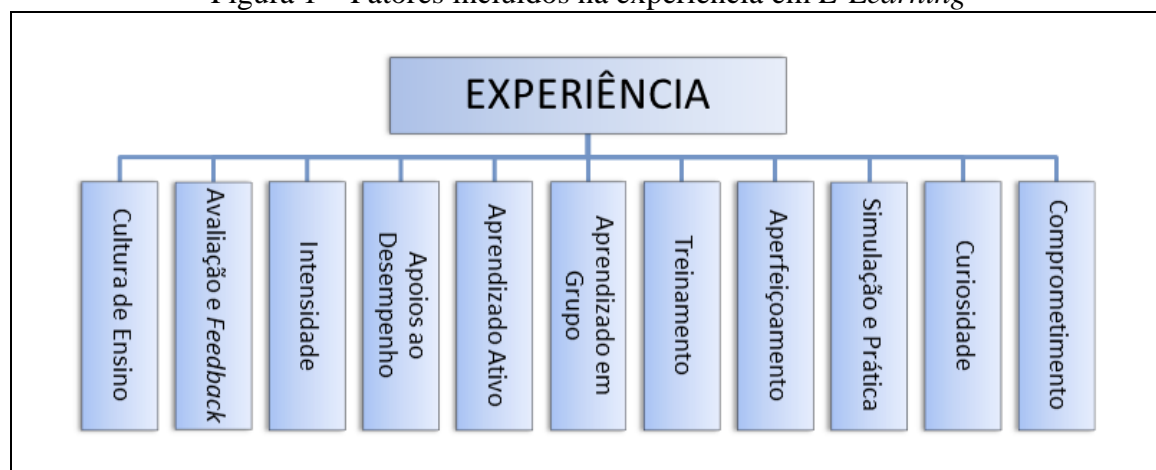 Figura 1 – Fatores incluídos na experiência em E-Learning
EXPERIÊNCIA
Cultura de Ensino
Avaliação e Feedback
Intensidade
Apoios ao
Desempenho
Aprendizado Ativo
Aprendizado em
Grupo
Treinamento
Aperfeiçoamento
Simulação e Prática
Curiosidade
Comprometimento